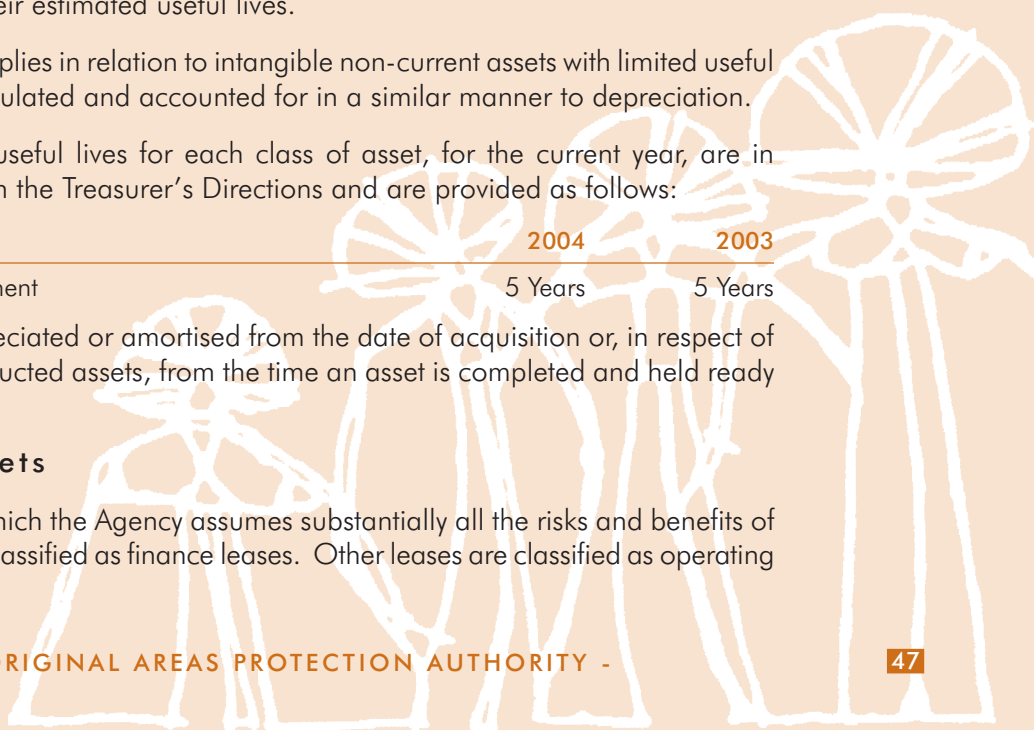 eir estimated useful lives.
plies in relation to intangible non-current assets with limited useful
ulated and accounted for in a similar manner to depreciation.
useful lives for each class of asset, for the current year, are in
n the Treasurer’s Directions and are provided as follows:
2004 2003
nent 5 Years 5 Years
eciated or amortised from the date of acquisition or, in respect of
ucted assets, from the time an asset is completed and held ready
ets
hich the Agency assumes substantially all the risks and benefits of
assified as finance leases. Other leases are classified as operating
ORIGINAL AREAS PROTECTION AUTHORITY - 47